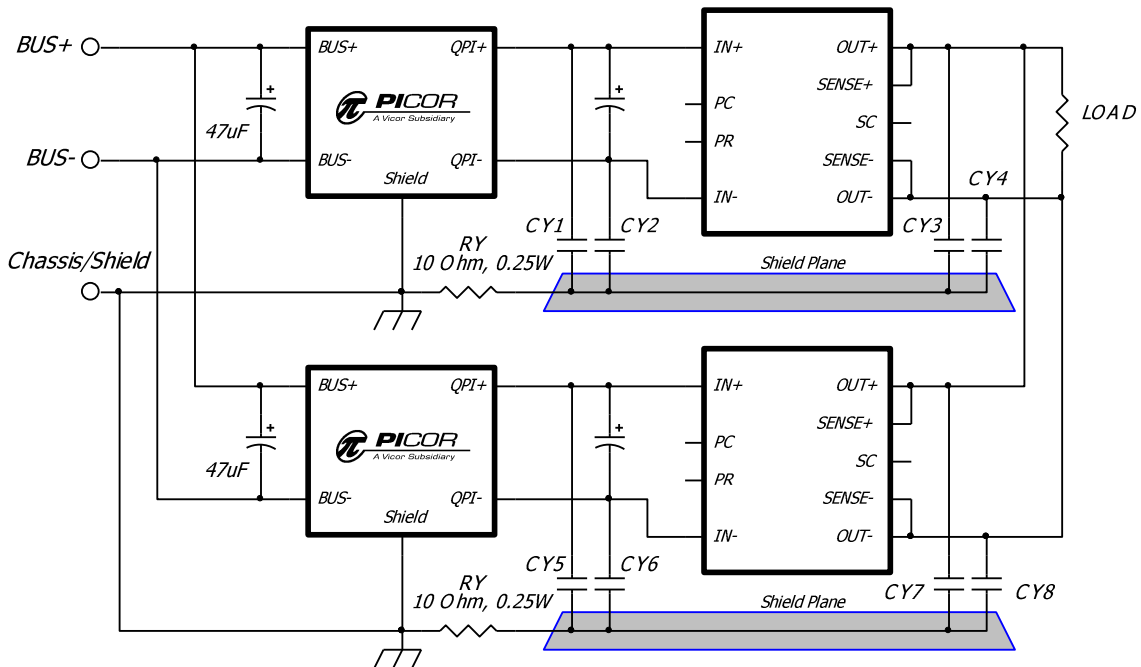 BUS+
BUS+
QPI+
IN+
OUT+
PICOR
A Vicor Subsidiary
SENSE+
47uF
PC
SC
LOAD
PR
BUS-
BUS-
QPI-
SENSE-
Shield
IN-
OUT-
CY4
CY1
CY2
CY3
Chassis/Shield
RY
10 Ohm, 0.25W
Shield Plane
BUS+
QPI+
IN+
OUT+
PICOR
A Vicor Subsidiary
SENSE+
47uF
PC
SC
PR
BUS-
QPI-
SENSE-
Shield
IN-
OUT-
CY5
CY6
CY7
CY8
RY
10 Ohm, 0.25W
Shield Plane